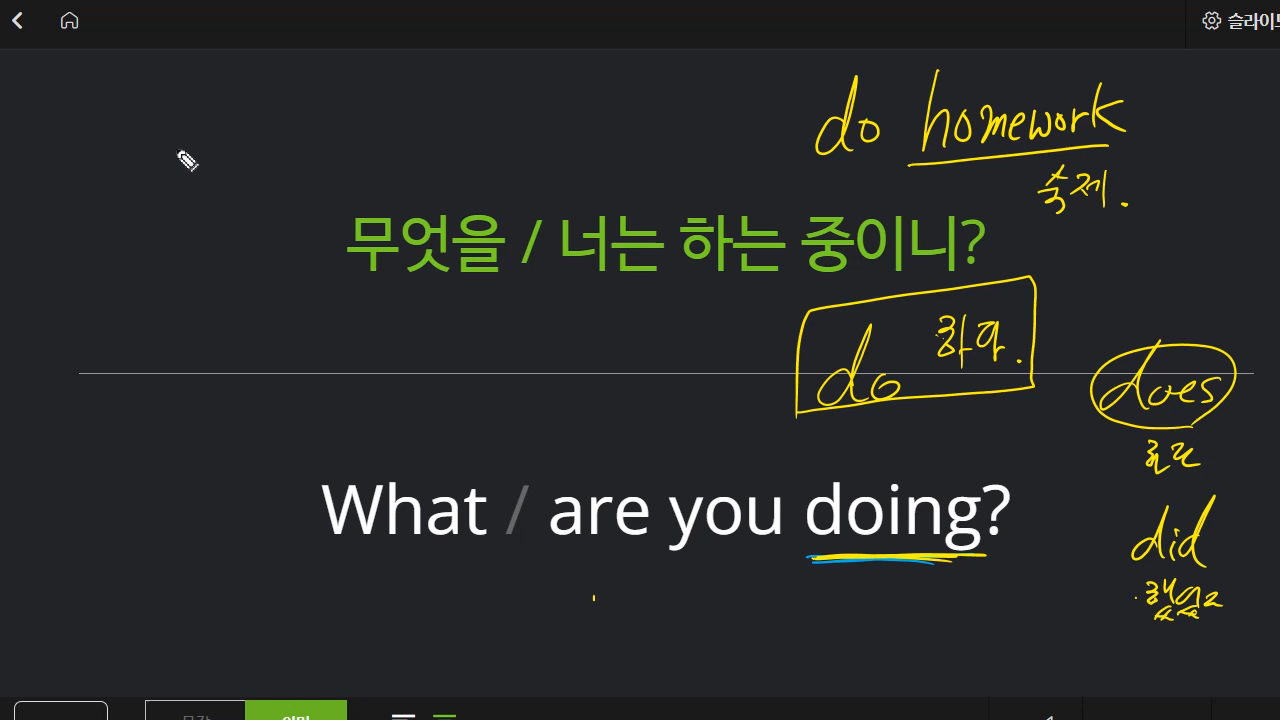 슬라이드
do homework
숙제.
무엇을 / 너는 하는 중이니?
do 하다.
does
한다
What / are you doing?
did
했었다